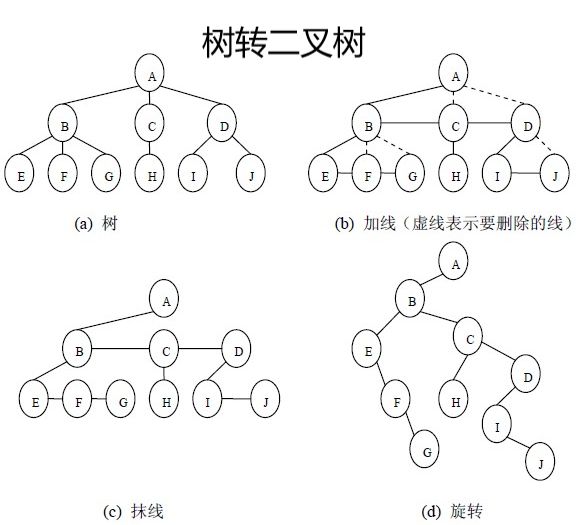 树转二叉树
A
B C D
E F G H I J
(a) 树
A
B C D
E F G H I J
(b) 加线（虚线表示要删除的线）
A
B C D
E F G H I J
(c) 抹线
A
B
E C
F H D
G I
J
(d) 旋转